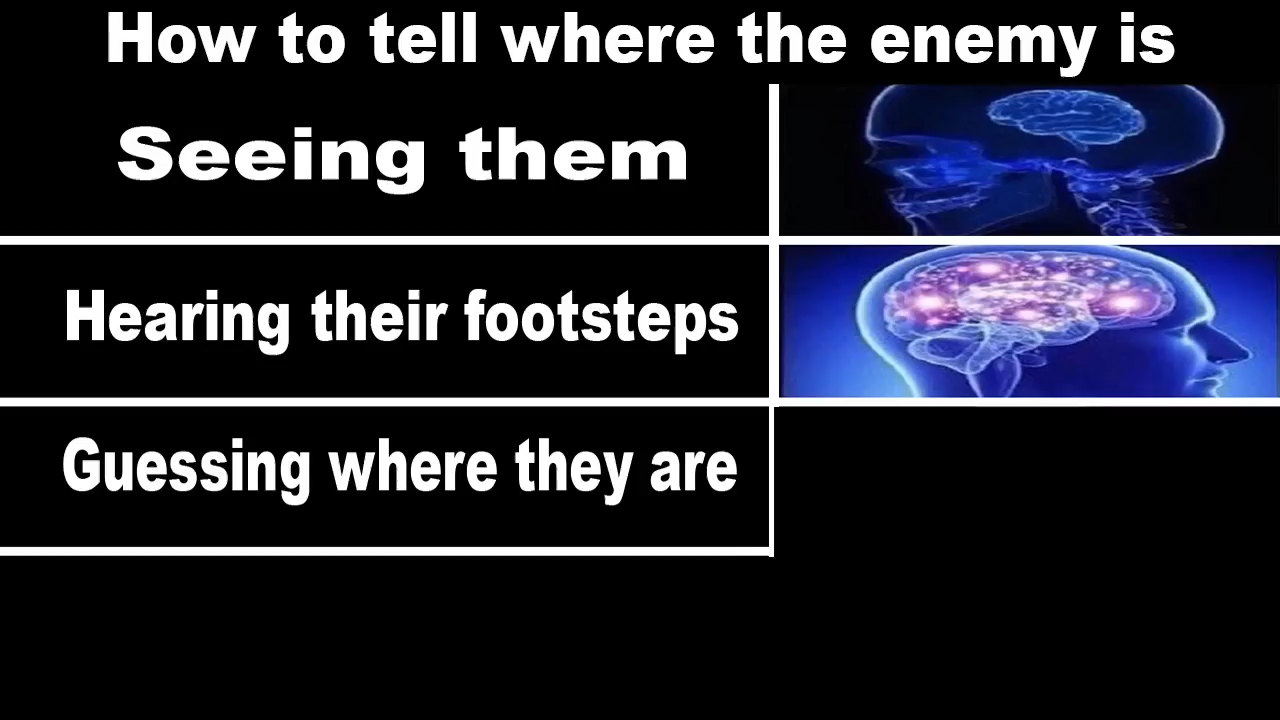 How to tell where the enemy is
Seeing them
Hearing their footsteps
Guessing where they are